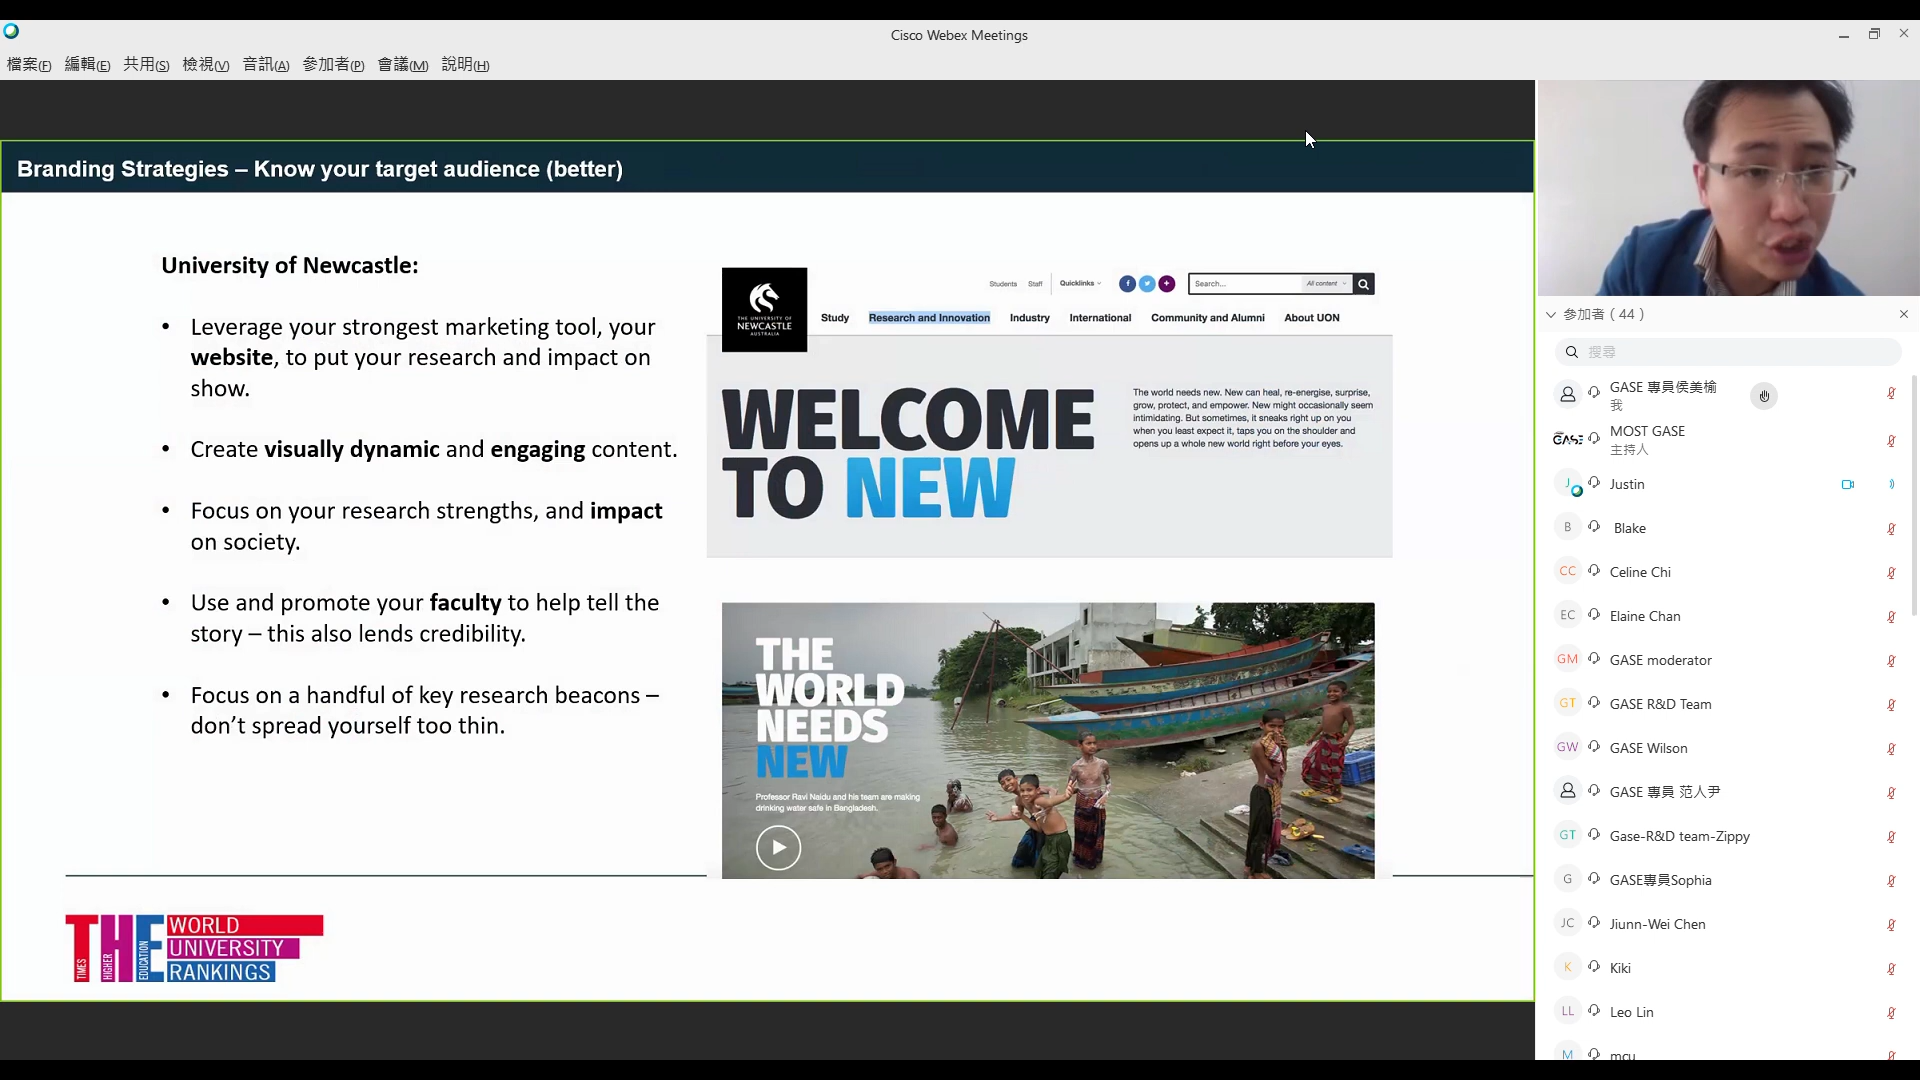 Cisco Webex Meetings
檔案(F) 編輯(E) 共用(S) 檢視(V) 音訊(A) 參加者(P) 會議(M) 說明(H)
Branding Strategies – Know your target audience (better)
University of Newcastle:
• Leverage your strongest marketing tool, your
website, to put your research and impact on
show.
• Create visually dynamic and engaging content.
• Focus on your research strengths, and impact
on society.
• Use and promote your faculty to help tell the
story – this also lends credibility.
• Focus on a handful of key research beacons –
don’t spread yourself too thin.
THE UNIVERSITY OF
NEWCASTLE
AUSTRALIA
Students Staff Quicklinks
Search... All content
Study Research and Innovation Industry International Community and Alumni About UON
WELCOME
TO NEW
The world needs new. New can heal, re-energise, surprise,
grow, protect, and empower. New might occasionally seem
intimidating. But sometimes, it sneaks right up on you
when you least expect it, taps you on the shoulder and
opens up a whole new world right before your eyes.
THE
WORLD
NEEDS
NEW
Professor Ravi Naidu and his team are making
drinking water safe in Bangladesh.
THE
TIMES
HIGHER
EDUCATION
WORLD
UNIVERSITY
RANKINGS
參加者 ( 44 )
搜尋
GASE 專員侯美榆
我
GASE MOST GASE
主持人
J Justin
B Blake
CC Celine Chi
EC Elaine Chan
GM GASE moderator
GT GASE R&D Team
GW GASE Wilson
GASE 專員 范人尹
GT Gase-R&D team-Zippy
G GASE專員Sophia
JC Jiunn-Wei Chen
K Kiki
LL Leo Lin
M mcu